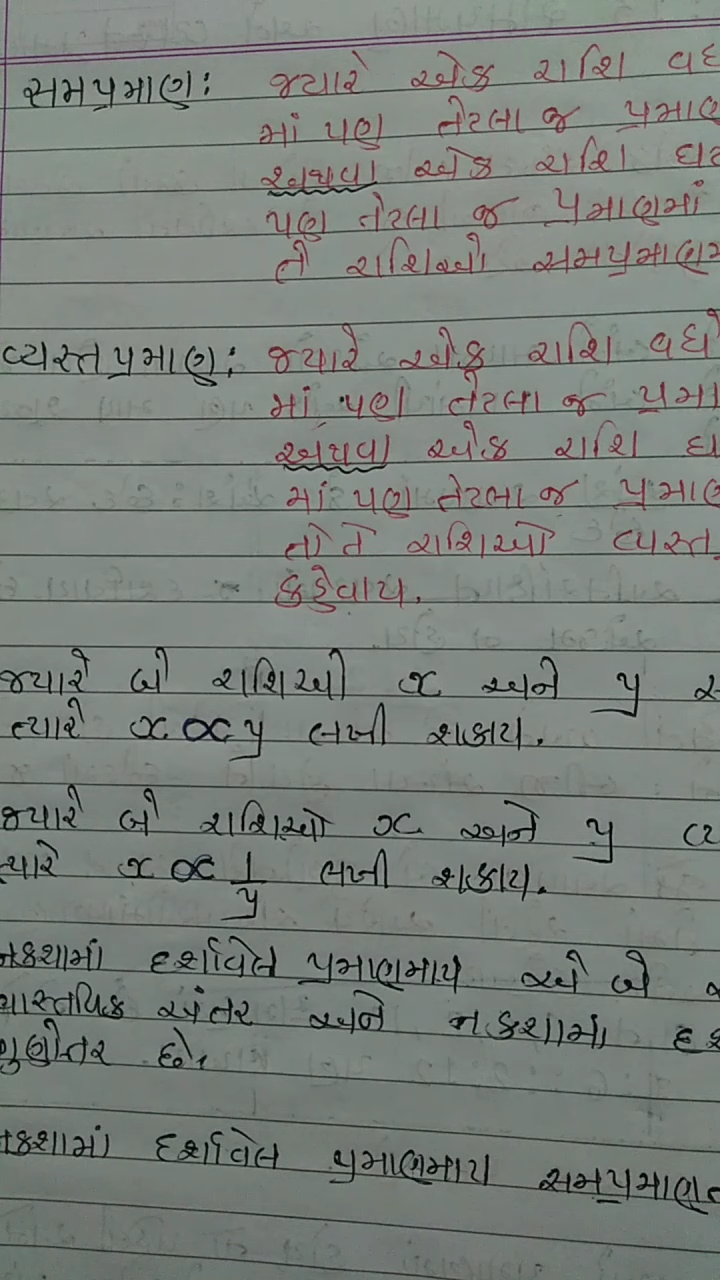 સમપ્રમાણ: જ્યારે એક રાશિ વધ
માં પણ તેટલા જ પ્રમાણ
અથવા એક રાશિ ઘટ
પણ તેટલા જ પ્રમાણમાં
તો રાશિઓ સમપ્રમાણમ
વ્યસ્ત પ્રમાણ: જ્યારે એક રાશિ વધે
માં પણ તેટલા જ પ્રમા
અથવા એક રાશિ ઘ
માં પણ તેટલા જ પ્રમાણ
તો તે રાશિઓ વ્યસ્ત
કહેવાય.
જ્યારે બે રાશિઓ x અને y સ
ત્યારે x ∝ y લખી શકાય.
જ્યારે બે રાશિઓ x અને y વ્ય
ત્યારે x ∝ 1/y લખી શકાય.
નકશામાં દર્શાવેલ પ્રમાણમાપ એ બે
વાસ્તવિક અંતર અને નકશામાં દર્શ
ગુણોત્તર છે.
નકશામાં દર્શાવેલ પ્રમાણમાપ સમપ્રમાણ